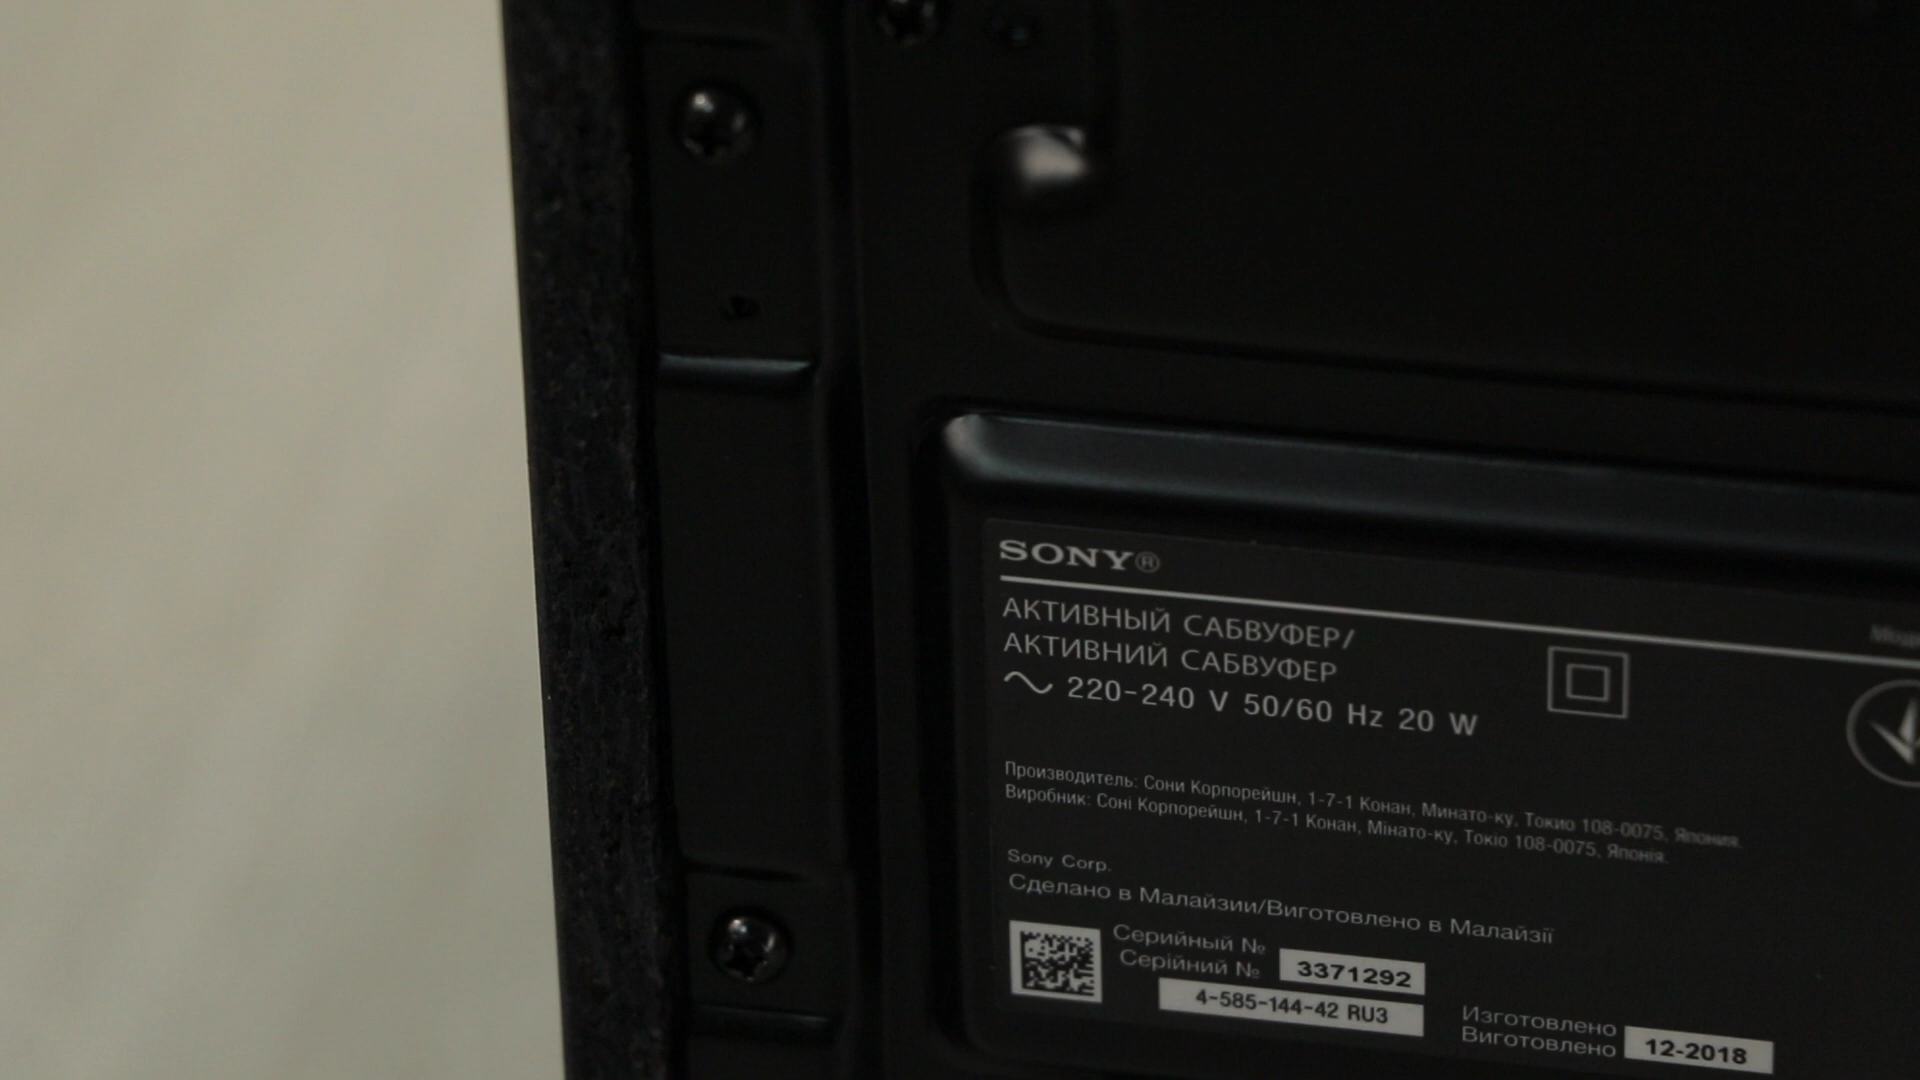 SONY®
АКТИВНЫЙ САБВУФЕР/
АКТИВНИЙ САБВУФЕР
220-240 V 50/60 Hz 20 W
Производитель: Сони Корпорейшн, 1-7-1 Конан, Минато-ку, Токио 108-0075, Япония.
Виробник: Соні Корпорейшн, 1-7-1 Конан, Мінато-ку, Токіо 108-0075, Японія.
Sony Corp.
Сделано в Малайзии/Виготовлено в Малайзії
Серийный №
Серійний № 3371292
4-585-144-42 RU3
Изготовлено
Виготовлено 12-2018